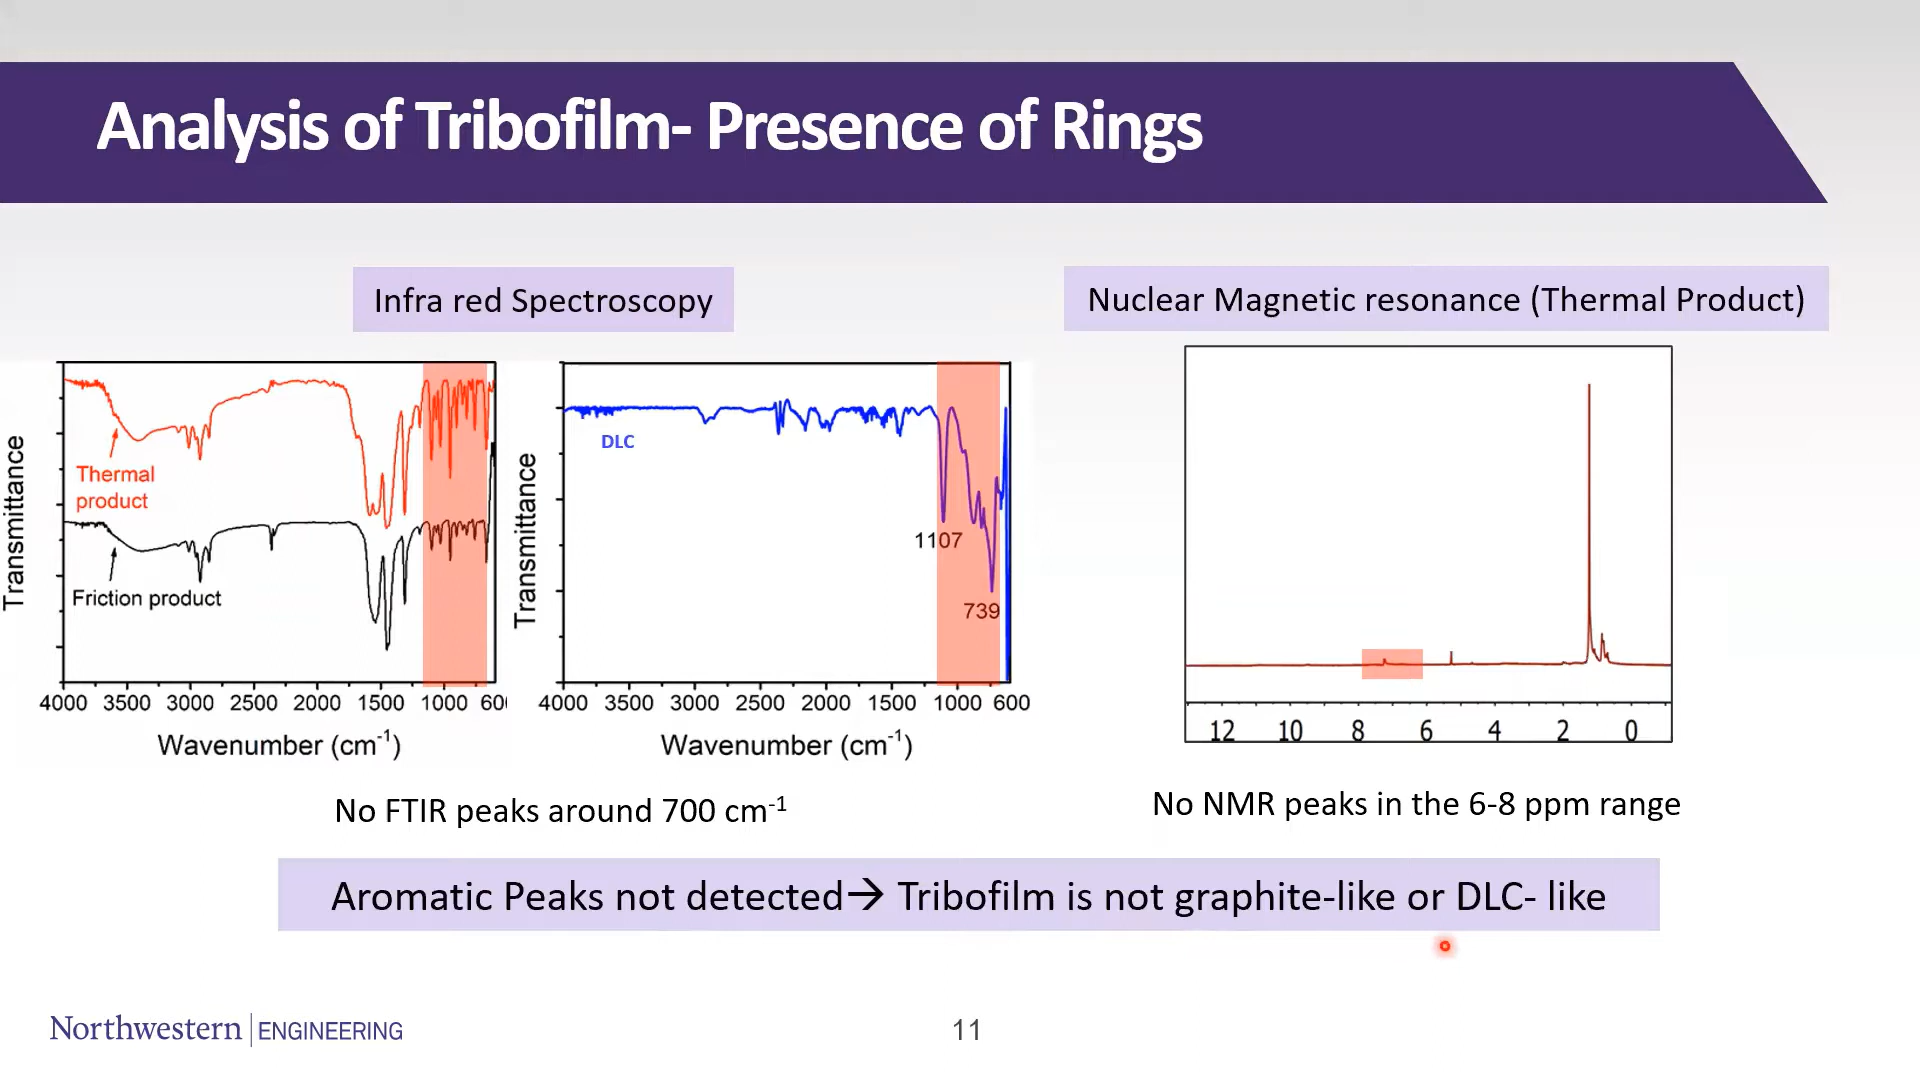 Analysis of Tribofilm- Presence of Rings
Infra red Spectroscopy
Nuclear Magnetic resonance (Thermal Product)
Transmittance
Thermal
product
Friction product
4000 3500 3000 2500 2000 1500 1000 600
Wavenumber (cm-1)
Transmittance
DLC
1107
739
4000 3500 3000 2500 2000 1500 1000 600
Wavenumber (cm-1)
12 10 8 6 4 2 0
No FTIR peaks around 700 cm-1
No NMR peaks in the 6-8 ppm range
Aromatic Peaks not detected→ Tribofilm is not graphite-like or DLC- like
Northwestern | ENGINEERING
11